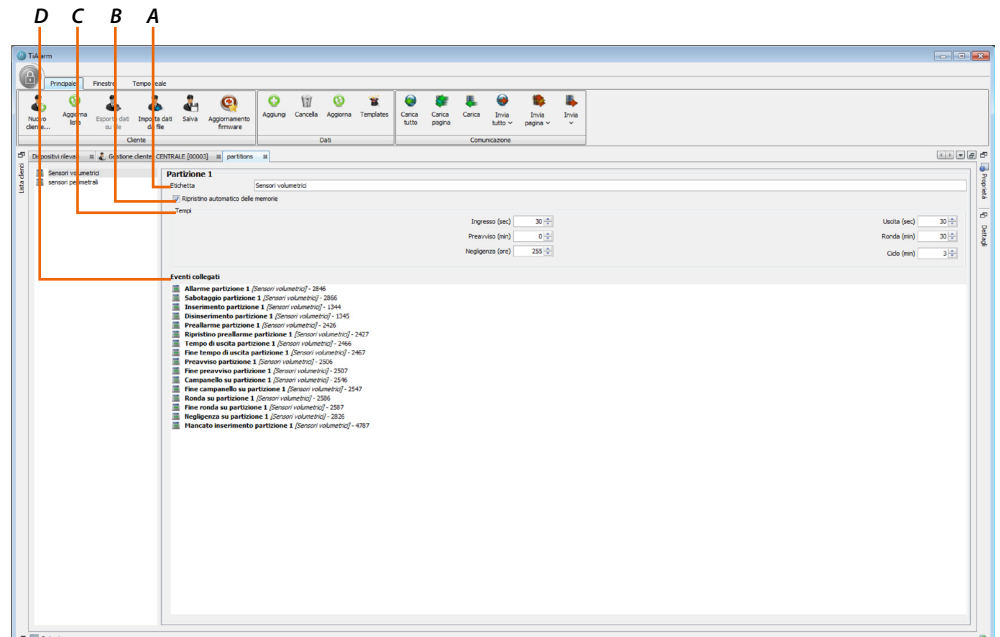 D C B A
TiAlarm
Principale Finestre Tempo reale
Nuovo cliente... Aggiorna lista Esporta dati su file Importa dati da file Salva Aggiornamento firmware
Cliente
Aggiungi Cancella Aggiorna Templates
Dati
Carica tutto Carica pagina Carica Invia tutto Invia pagina Invia
Comunicazione
Dispositivi rilevati Gestione cliente: CENTRALE [00003] partitions
Lista clienti
Sensori volumetrici
sensori perimetrali
Partizione 1
Etichetta Sensori volumetrici
Ripristino automatico delle memorie
Tempi
Ingresso (sec) 30 Uscita (sec) 30
Preavviso (min) 0 Ronda (min) 30
Negligenza (ore) 255 Ciclo (min) 3
Eventi collegati
Allarme partizione 1 [Sensori volumetrici] - 2846
Sabotaggio partizione 1 [Sensori volumetrici] - 2866
Inserimento partizione 1 [Sensori volumetrici] - 1344
Disinserimento partizione 1 [Sensori volumetrici] - 1345
Preallarme partizione 1 [Sensori volumetrici] - 2426
Ripristino preallarme partizione 1 [Sensori volumetrici] - 2427
Tempo di uscita partizione 1 [Sensori volumetrici] - 2466
Fine tempo di uscita partizione 1 [Sensori volumetrici] - 2467
Preavviso partizione 1 [Sensori volumetrici] - 2506
Fine preavviso partizione 1 [Sensori volumetrici] - 2507
Campanello su partizione 1 [Sensori volumetrici] - 2546
Fine campanello su partizione 1 [Sensori volumetrici] - 2547
Ronda su partizione 1 [Sensori volumetrici] - 2586
Fine ronda su partizione 1 [Sensori volumetrici] - 2587
Negligenza su partizione 1 [Sensori volumetrici] - 2826
Mancato inserimento partizione 1 [Sensori volumetrici] - 4787
Proprietà
Dettagli